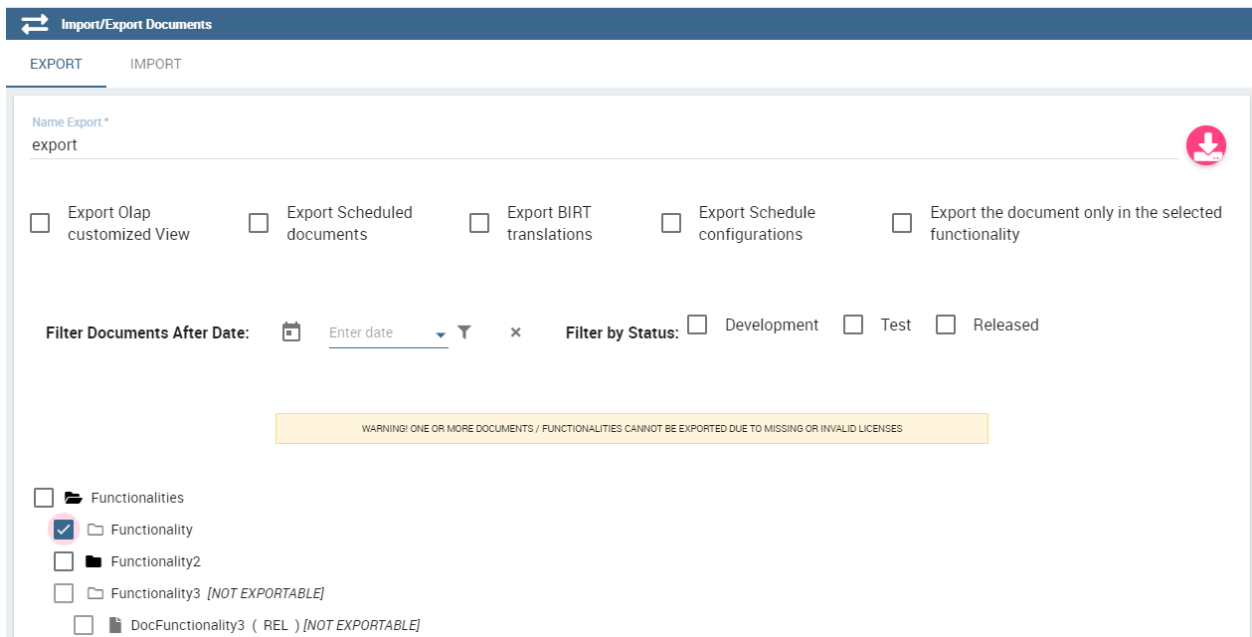 Import/Export Documents
EXPORT IMPORT
Name Export *
export
Export Olap customized View
Export Scheduled documents
Export BIRT translations
Export Schedule configurations
Export the document only in the selected functionality
Filter Documents After Date: Enter date Filter by Status: Development Test Released
WARNING! ONE OR MORE DOCUMENTS / FUNCTIONALITIES CANNOT BE EXPORTED DUE TO MISSING OR INVALID LICENSES
Functionalities
Functionality
Functionality2
Functionality3 [NOT EXPORTABLE]
DocFunctionality3 ( REL ) [NOT EXPORTABLE]